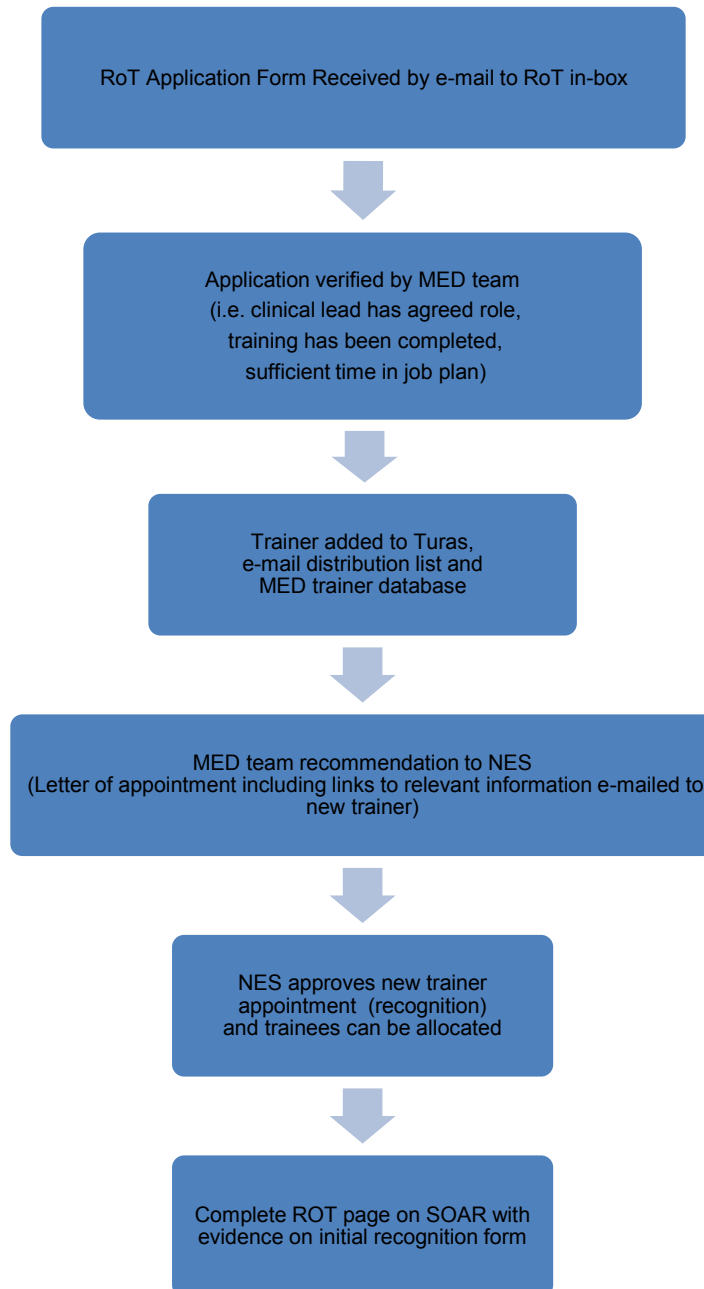 RoT Application Form Received by e-mail to RoT in-box
Application verified by MED team
(i.e. clinical lead has agreed role,
training has been completed,
sufficient time in job plan)
Trainer added to Turas,
e-mail distribution list and
MED trainer database
MED team recommendation to NES
(Letter of appointment including links to relevant information e-mailed to
new trainer)
NES approves new trainer
appointment  (recognition)
and trainees can be allocated
Complete ROT page on SOAR with
evidence on initial recognition form